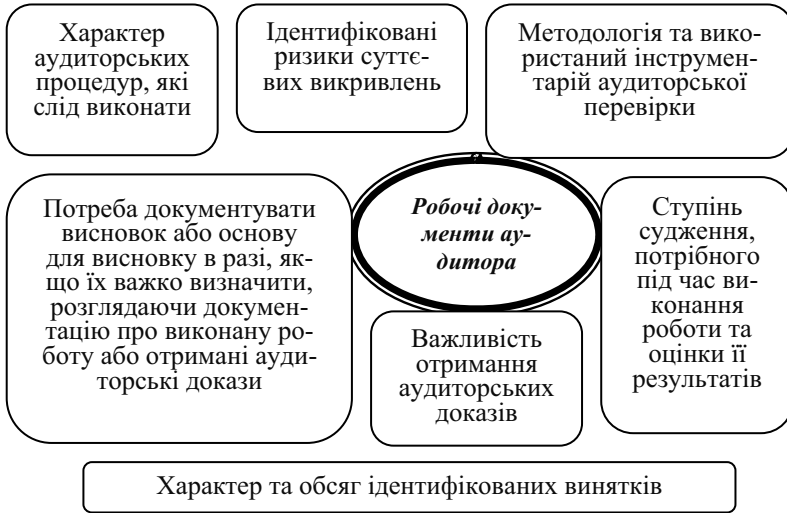 Характер
аудиторських
процедур, які
слід виконати
Ідентифіковані
ризики суттє-
вих викривлень
Методологія та вико-
ристаний інструмен-
тарій аудиторської
перевірки
Потреба документувати
висновок або основу
для висновку в разі, як-
що їх важко визначити,
розглядаючи докумен-
тацію про виконану ро-
боту або отримані ауди-
торські докази
Робочі доку-
менти ау-
дитора
Ступінь
судження,
потрібного
під час ви-
конання
роботи та
оцінки її
результатів
Важливість
отримання
аудиторських
доказів
Характер та обсяг ідентифікованих винятків